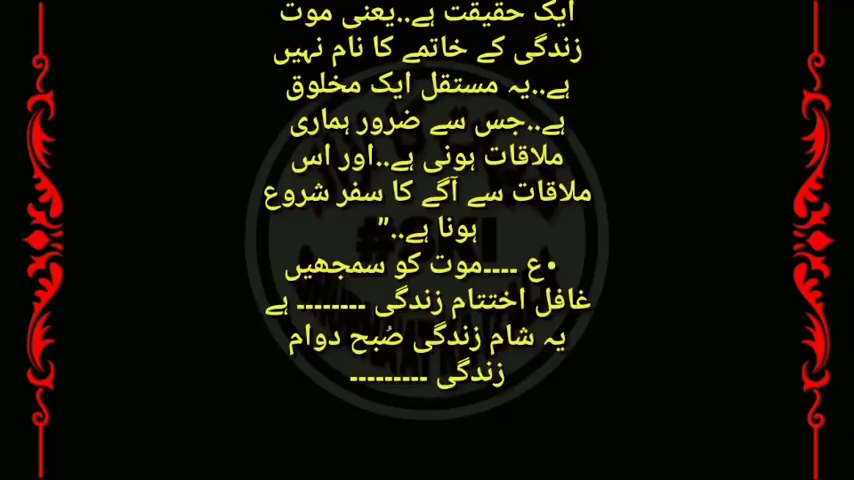 ایک حقیقت ہے..یعنی موت
زندگی کے خاتمے کا نام نہیں
ہے..یہ مستقل ایک مخلوق
ہے..جس سے ضرور ہماری
ملاقات ہونی ہے..اور اس
ملاقات سے آگے کا سفر شروع
ہونا ہے.."
•ع ----موت کو سمجھیں
غافل اختتام زندگی -------- ہے
یہ شام زندگی صُبح دوام
زندگی ---------